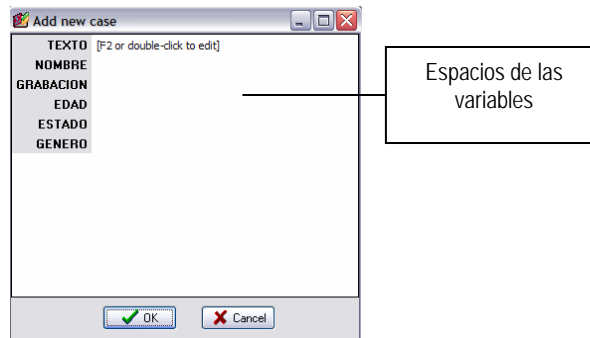 Add new case
TEXTO [F2 or double-click to edit]
NOMBRE
GRABACION
EDAD
ESTADO
GENERO
OK Cancel
Espacios de las
variables